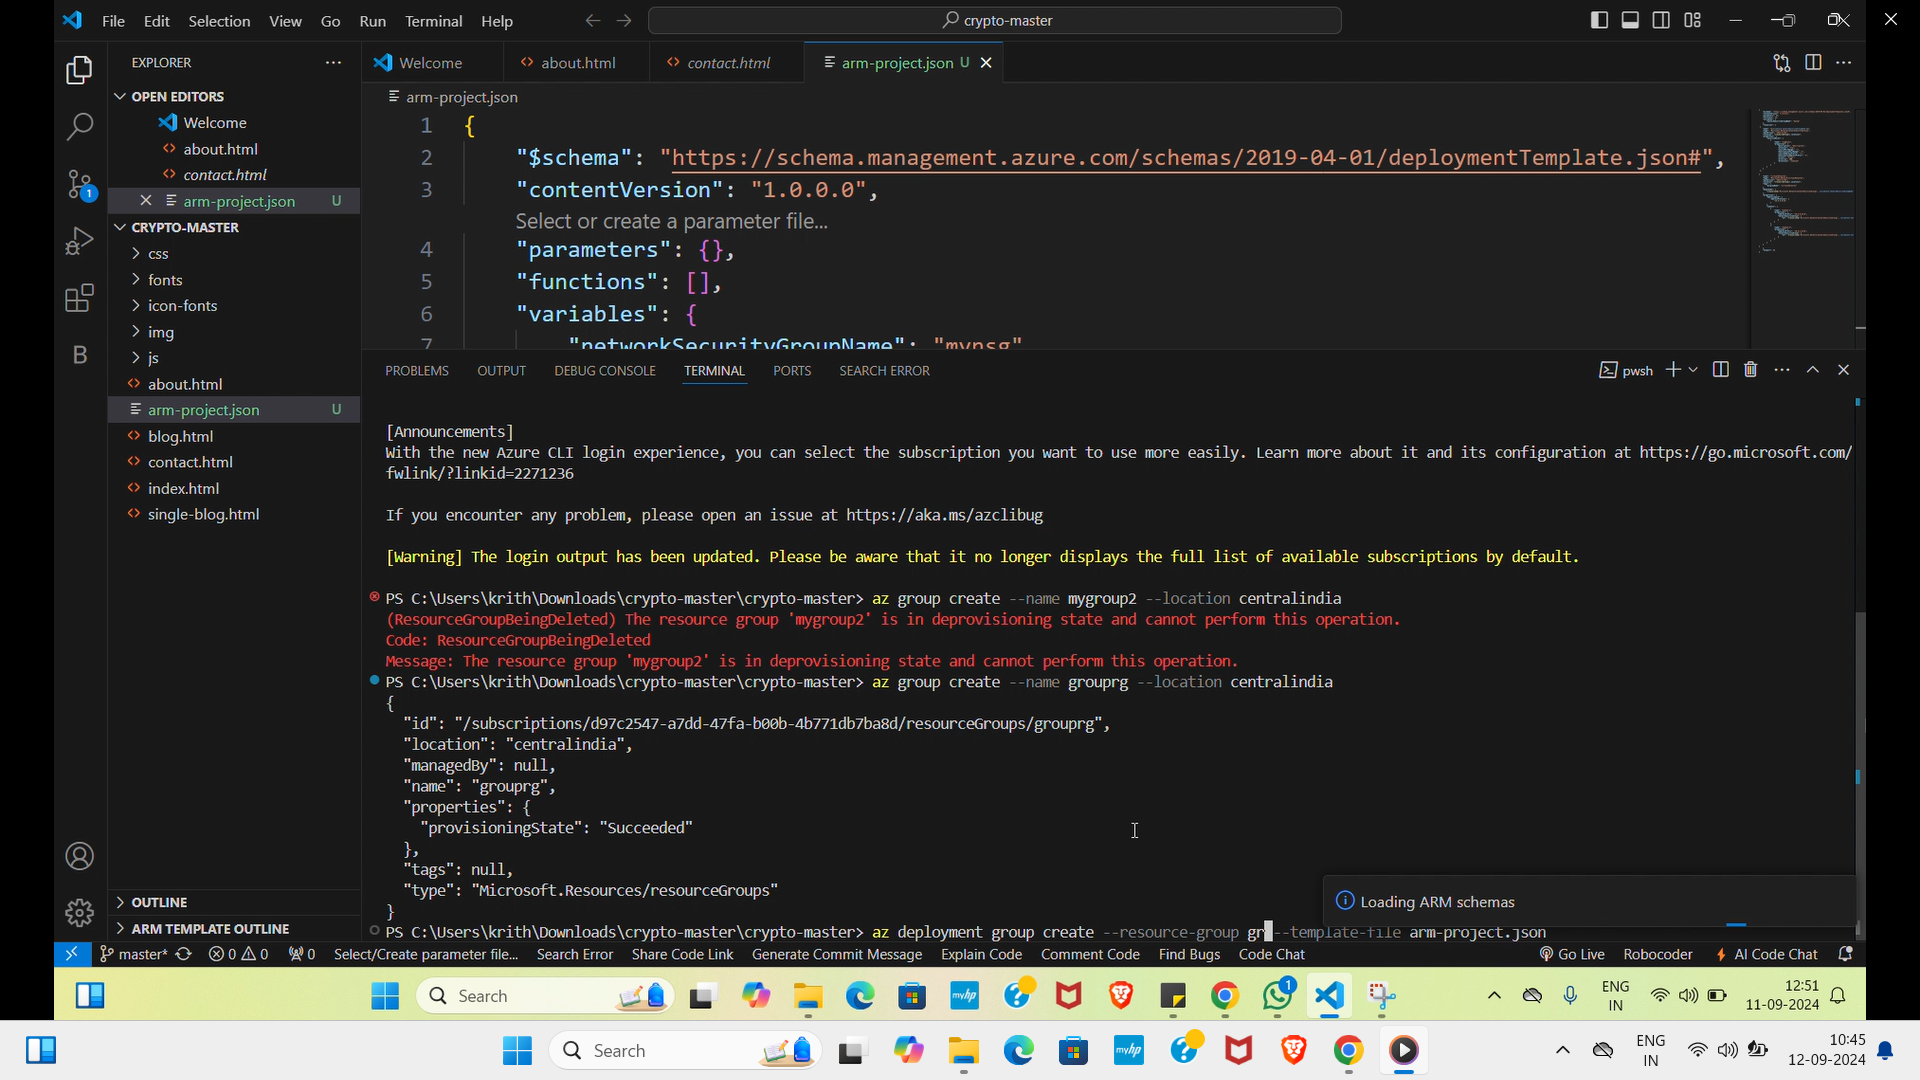 File Edit Selection View Go Run Terminal Help
crypto-master
EXPLORER
Welcome
about.html
contact.html
arm-project.json U
OPEN EDITORS
Welcome
about.html
contact.html
arm-project.json U
1
CRYPTO-MASTER
css
fonts
icon-fonts
img
js
about.html
arm-project.json U
blog.html
contact.html
index.html
single-blog.html
OUTLINE
ARM TEMPLATE OUTLINE
arm-project.json
1 {
2 "$schema": "https://schema.management.azure.com/schemas/2019-04-01/deploymentTemplate.json#",
3 "contentVersion": "1.0.0.0",
Select or create a parameter file...
4 "parameters": {},
5 "functions": [],
6 "variables": {
7 "networkSecurityGroupName": "mynsg"
PROBLEMS OUTPUT DEBUG CONSOLE TERMINAL PORTS SEARCH ERROR
pwsh
[Announcements]
With the new Azure CLI login experience, you can select the subscription you want to use more easily. Learn more about it and its configuration at https://go.microsoft.com/
fwlink/?linkid=2271236
If you encounter any problem, please open an issue at https://aka.ms/azclibug
[Warning] The login output has been updated. Please be aware that it no longer displays the full list of available subscriptions by default.
PS C:\Users\krith\Downloads\crypto-master\crypto-master> az group create --name mygroup2 --location centralindia
(ResourceGroupBeingDeleted) The resource group 'mygroup2' is in deprovisioning state and cannot perform this operation.
Code: ResourceGroupBeingDeleted
Message: The resource group 'mygroup2' is in deprovisioning state and cannot perform this operation.
PS C:\Users\krith\Downloads\crypto-master\crypto-master> az group create --name grouprg --location centralindia
{
"id": "/subscriptions/d97c2547-a7dd-47fa-b00b-4b771db7ba8d/resourceGroups/grouprg",
"location": "centralindia",
"managedBy": null,
"name": "grouprg",
"properties": {
"provisioningState": "Succeeded"
},
"tags": null,
"type": "Microsoft.Resources/resourceGroups"
}
PS C:\Users\krith\Downloads\crypto-master\crypto-master> az deployment group create --resource-group gr --template-file arm-project.json
Loading ARM schemas
master* 0 0 0 Select/Create parameter file... Search Error Share Code Link Generate Commit Message Explain Code Comment Code Find Bugs Code Chat Go Live Robocoder AI Code Chat
Search
myhp
1
ENG
IN
12:51
11-09-2024
Search
myhp
ENG
IN
10:45
12-09-2024